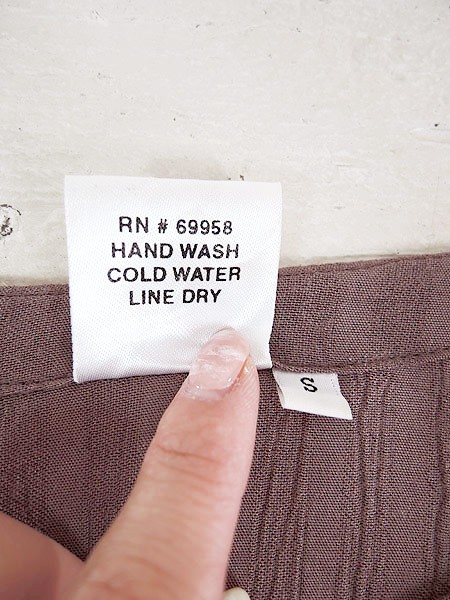 RN # 69958
HAND WASH
COLD WATER
LINE DRY
S